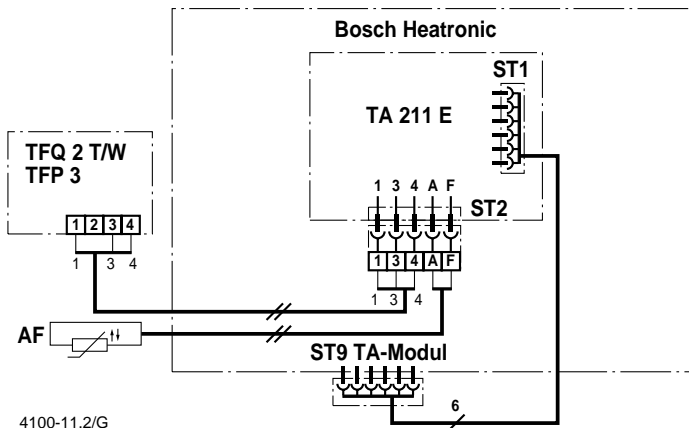 Bosch Heatronic
ST1
TA 211 E
TFQ 2 T/W
TFP 3
1 3 4 A F
ST2
1 2 3 4
1 3 4
1 3 4 A F
1 3 4
AF
ST9 TA-Modul
6
4100-11.2/G